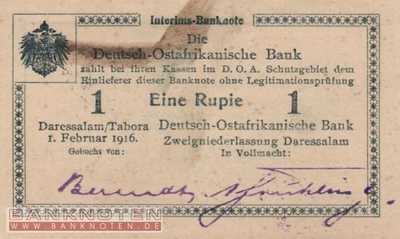 Interims-Banknote
Die
Deutsch-Ostafrikanische Bank
zahlt bei ihren Kassen im D. O. A. Schutzgebiet dem
Einlieferer dieser Banknote ohne Legitimationsprüfung
1 Eine Rupie 1
Daressalam/Tabora Deutsch-Ostafrikanische Bank
1. Februar 1916. Zweigniederlassung Daressalam
Gebucht von: In Vollmacht:
BANKNOTEN
WWW.BANKNOTEN.DE